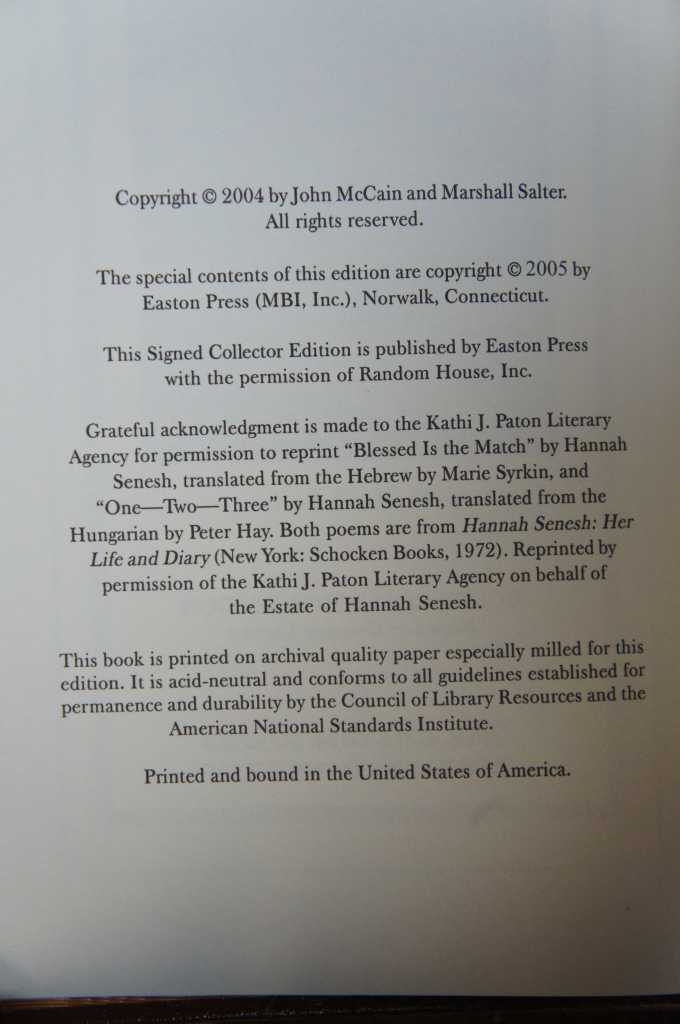 Copyright © 2004 by John McCain and Marshall Salter.
All rights reserved.
The special contents of this edition are copyright © 2005 by
Easton Press (MBI, Inc.), Norwalk, Connecticut.
This Signed Collector Edition is published by Easton Press
with the permission of Random House, Inc.
Grateful acknowledgment is made to the Kathi J. Paton Literary
Agency for permission to reprint “Blessed Is the Match” by Hannah
Senesh, translated from the Hebrew by Marie Syrkin, and
“One—Two—Three” by Hannah Senesh, translated from the
Hungarian by Peter Hay. Both poems are from Hannah Senesh: Her
Life and Diary (New York: Schocken Books, 1972). Reprinted by
permission of the Kathi J. Paton Literary Agency on behalf of
the Estate of Hannah Senesh.
This book is printed on archival quality paper especially milled for this
edition. It is acid-neutral and conforms to all guidelines established for
permanence and durability by the Council of Library Resources and the
American National Standards Institute.
Printed and bound in the United States of America.